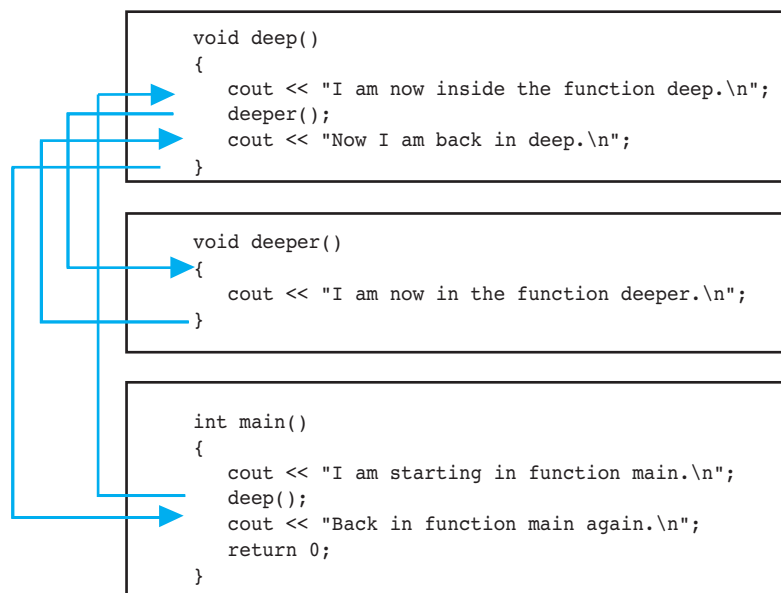 void deep()
{
   cout << "I am now inside the function deep.\n";
   deeper();
   cout << "Now I am back in deep.\n";
}
void deeper()
{
   cout << "I am now in the function deeper.\n";
}
int main()
{
   cout << "I am starting in function main.\n";
   deep();
   cout << "Back in function main again.\n";
   return 0;
}